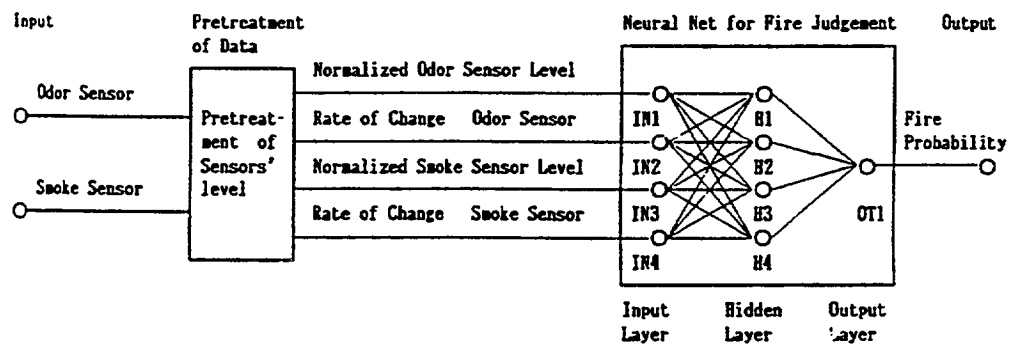 Input
Pretreatment
of Data
Neural Net for Fire Judgement
Output
Odor Sensor
Smoke Sensor
Pretreat-
ment of
Sensors'
level
Normalized Odor Sensor Level
Rate of Change Odor Sensor
Normalized Smoke Sensor Level
Rate of Change Smoke Sensor
IN1
IN2
IN3
IN4
H1
H2
H3
H4
OT1
Fire
Probability
Input
Layer
Hidden
Layer
Output
Layer